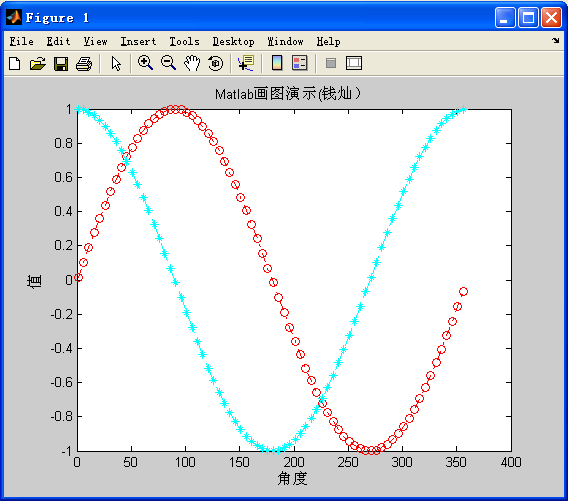 Figure 1
File Edit View Insert Tools Desktop Window Help
Matlab画图演示(钱灿）
1
0.8
0.6
0.4
0.2
0
-0.2
-0.4
-0.6
-0.8
-1
值
0 50 100 150 200 250 300 350 400
角度